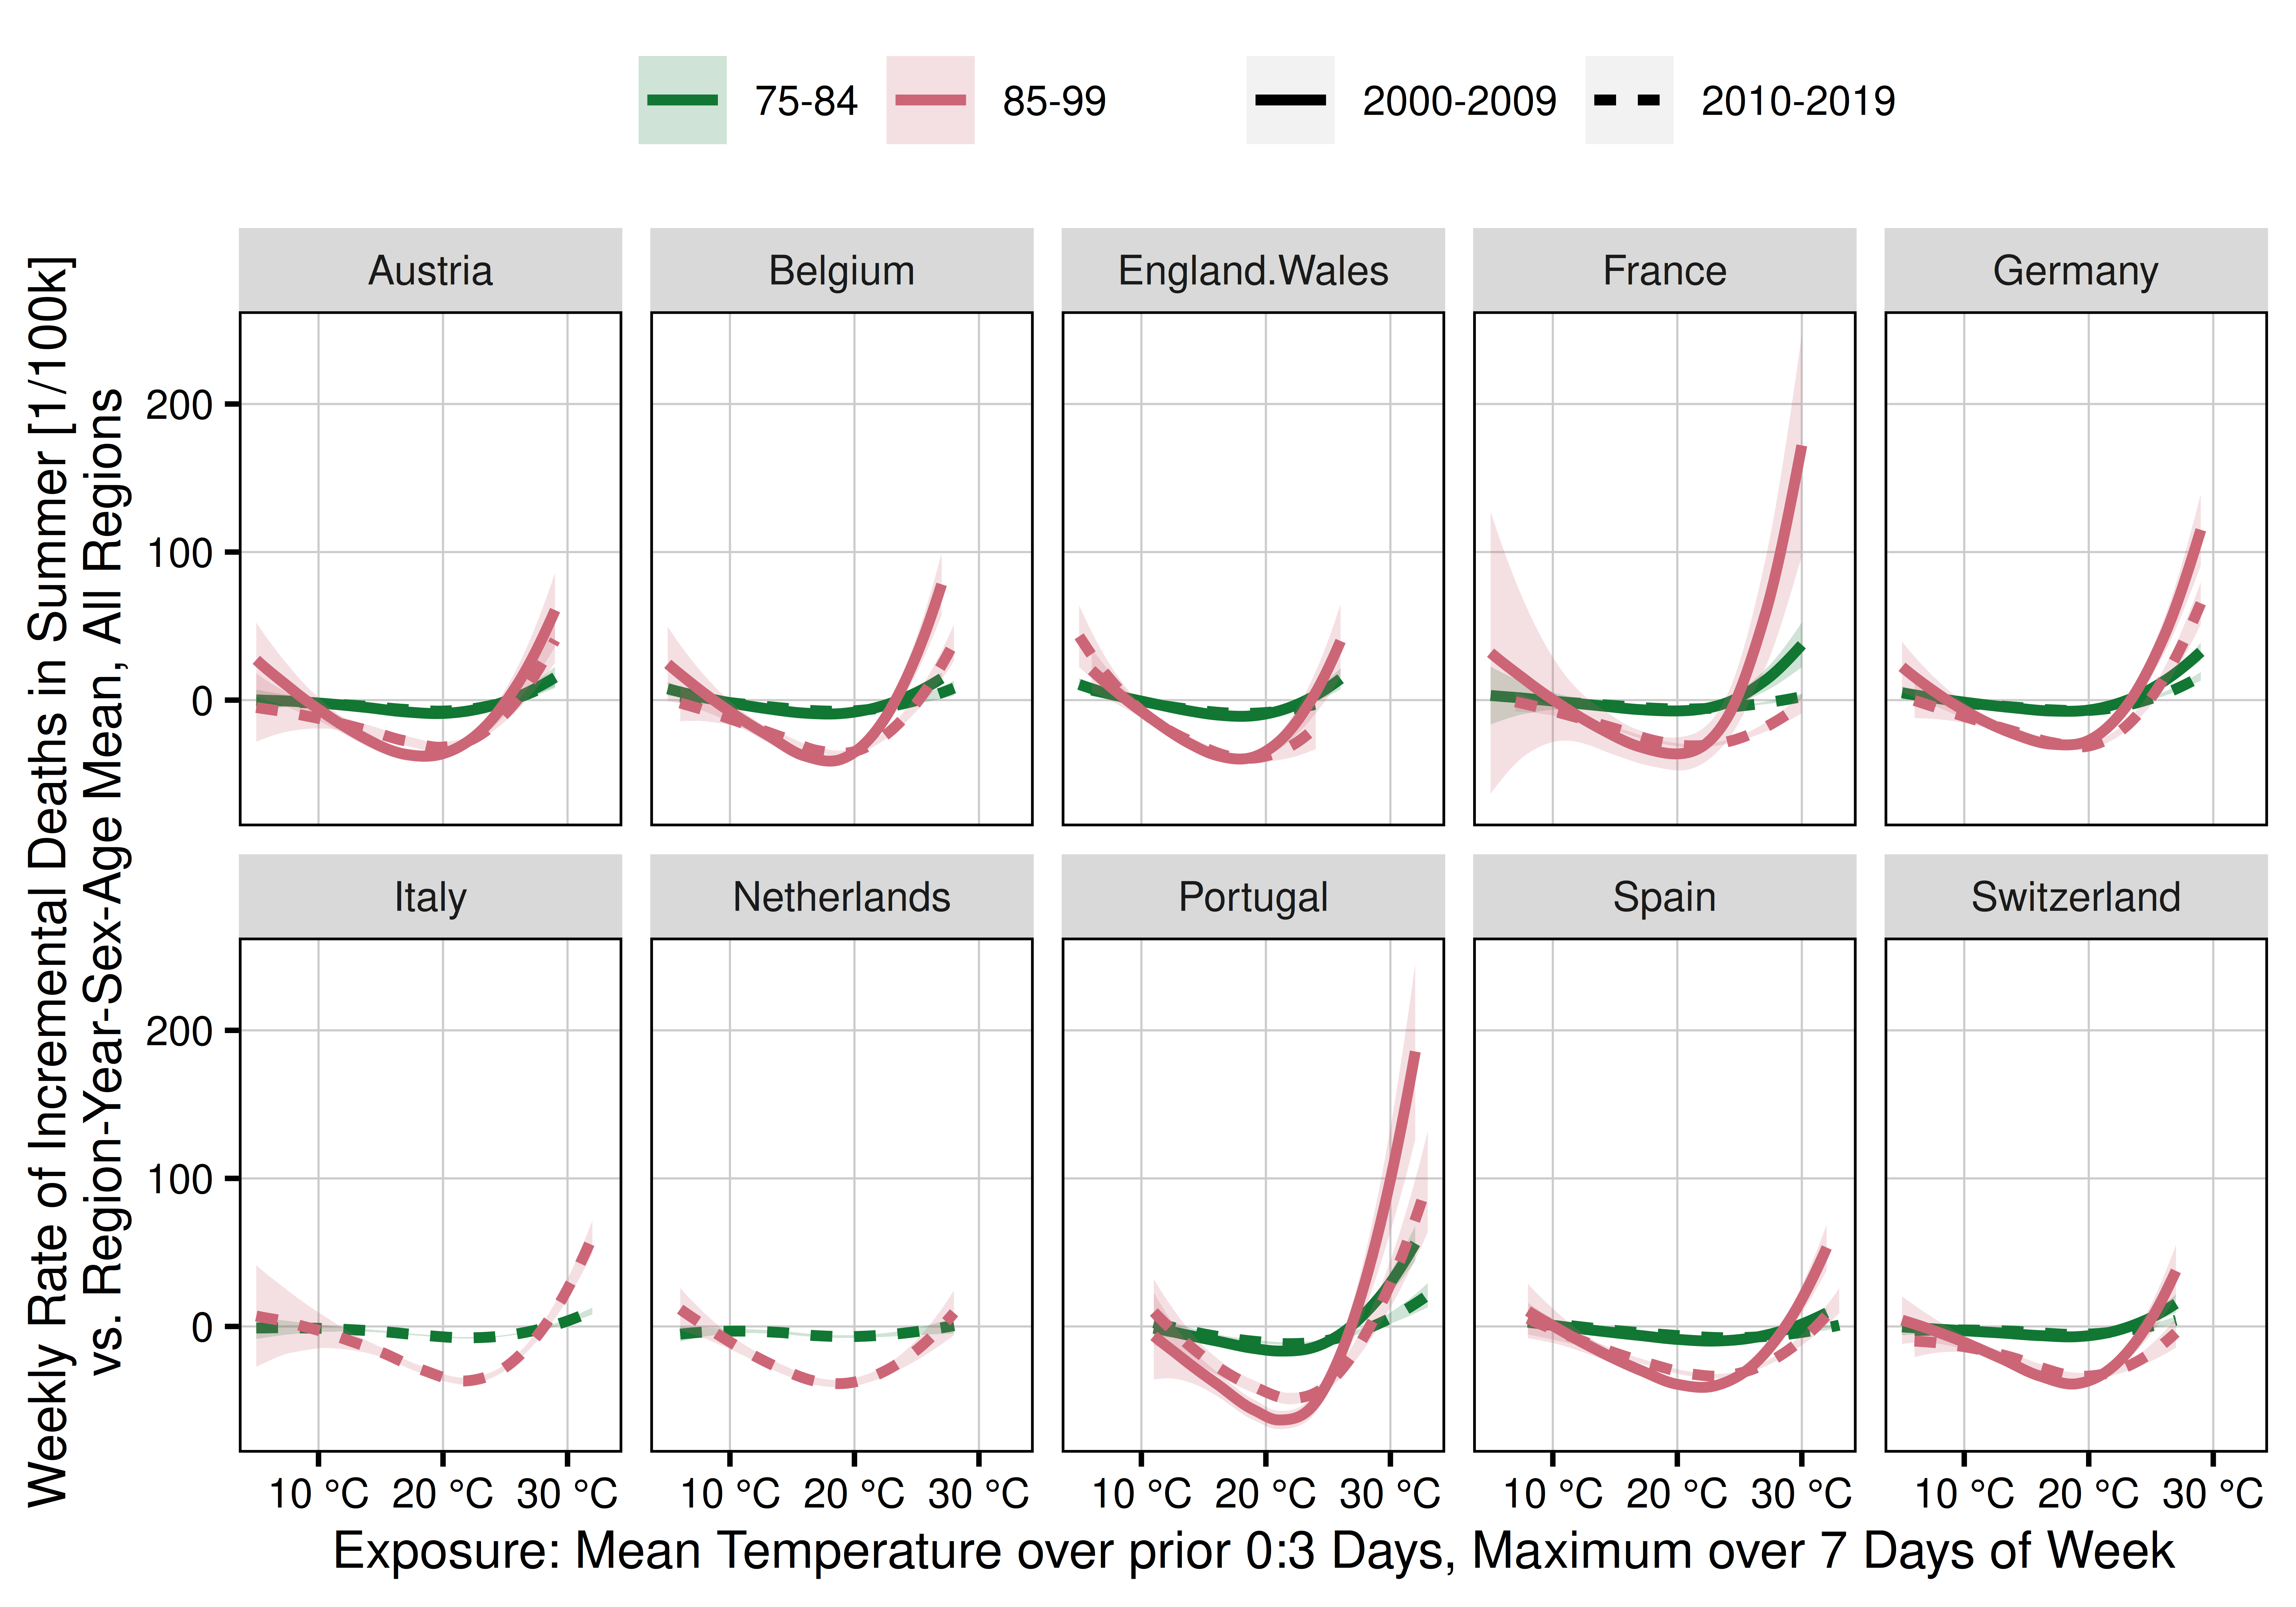 75-84 85-99 2000-2009 2010-2019
Weekly Rate of Incremental Deaths in Summer [1/100k]
vs. Region-Year-Sex-Age Mean, All Regions
Austria Belgium England.Wales France Germany
200
100
0
Italy Netherlands Portugal Spain Switzerland
200
100
0
10 °C 20 °C 30 °C 10 °C 20 °C 30 °C 10 °C 20 °C 30 °C 10 °C 20 °C 30 °C 10 °C 20 °C 30 °C
Exposure: Mean Temperature over prior 0:3 Days, Maximum over 7 Days of Week